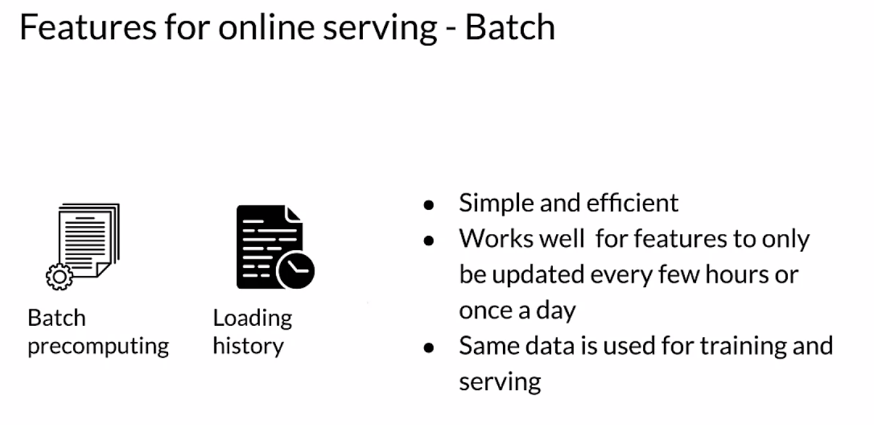 Features for online serving - Batch
Batch
precomputing
Loading
history
● Simple and efficient
● Works well for features to only
be updated every few hours or
once a day
● Same data is used for training and
serving